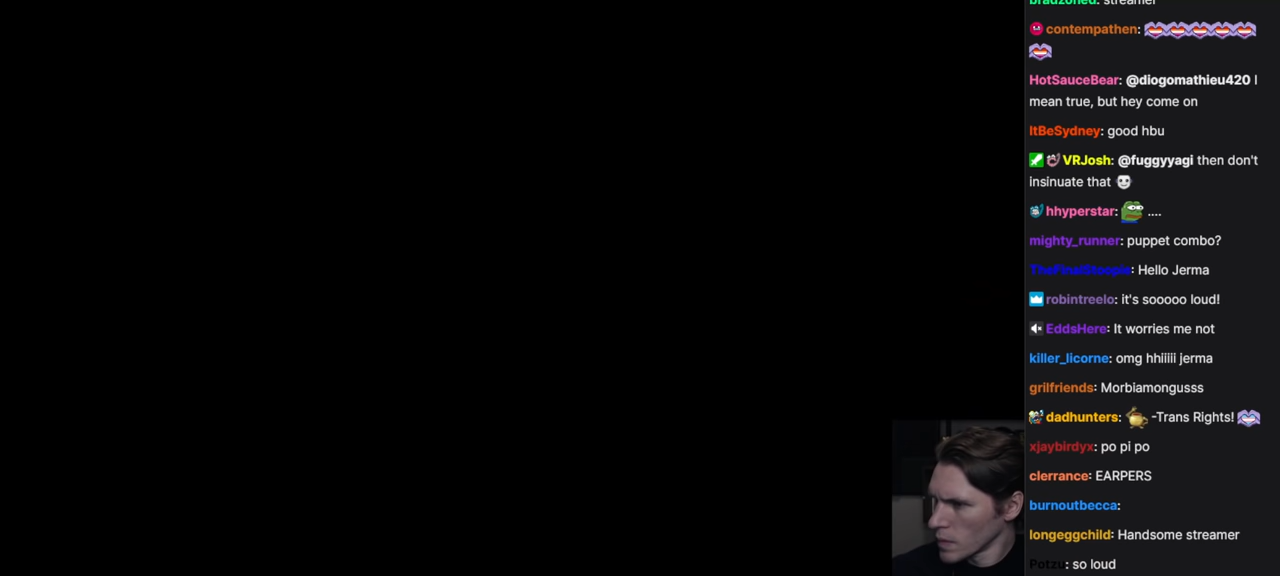 bradzoned: streamer
contempathen:
HotSauceBear: @diogomathieu420 I
mean true, but hey come on
ItBeSydney: good hbu
VRJosh: @fuggyyagi then don't
insinuate that
hhyperstar: ....
mighty_runner: puppet combo?
TheFinalStoopie: Hello Jerma
robintreelo: it's sooooo loud!
EddsHere: It worries me not
killer_licorne: omg hhiiiii jerma
grilfriends: Morbiamongusss
dadhunters: -Trans Rights!
xjaybirdyx: po pi po
clerrance: EARPERS
burnoutbecca:
longeggchild: Handsome streamer
Potzu: so loud